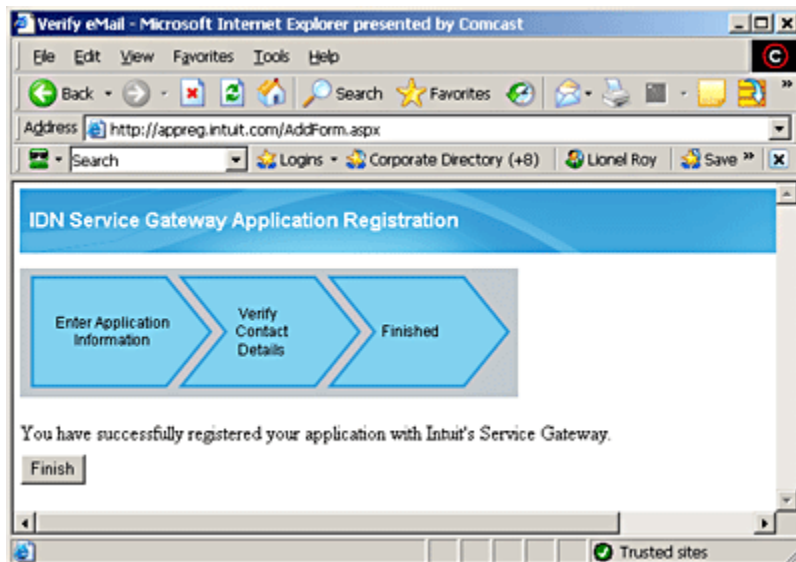 Verify eMail - Microsoft Internet Explorer presented by Comcast
File Edit View Favorites Tools Help
C
Back Search Favorites »
Address http://appreg.intuit.com/AddForm.aspx
Search Logins Corporate Directory (+8) Lionel Roy Save »
IDN Service Gateway Application Registration
Enter Application
Information
Verify
Contact
Details
Finished
You have successfully registered your application with Intuit's Service Gateway.
Finish
Trusted sites